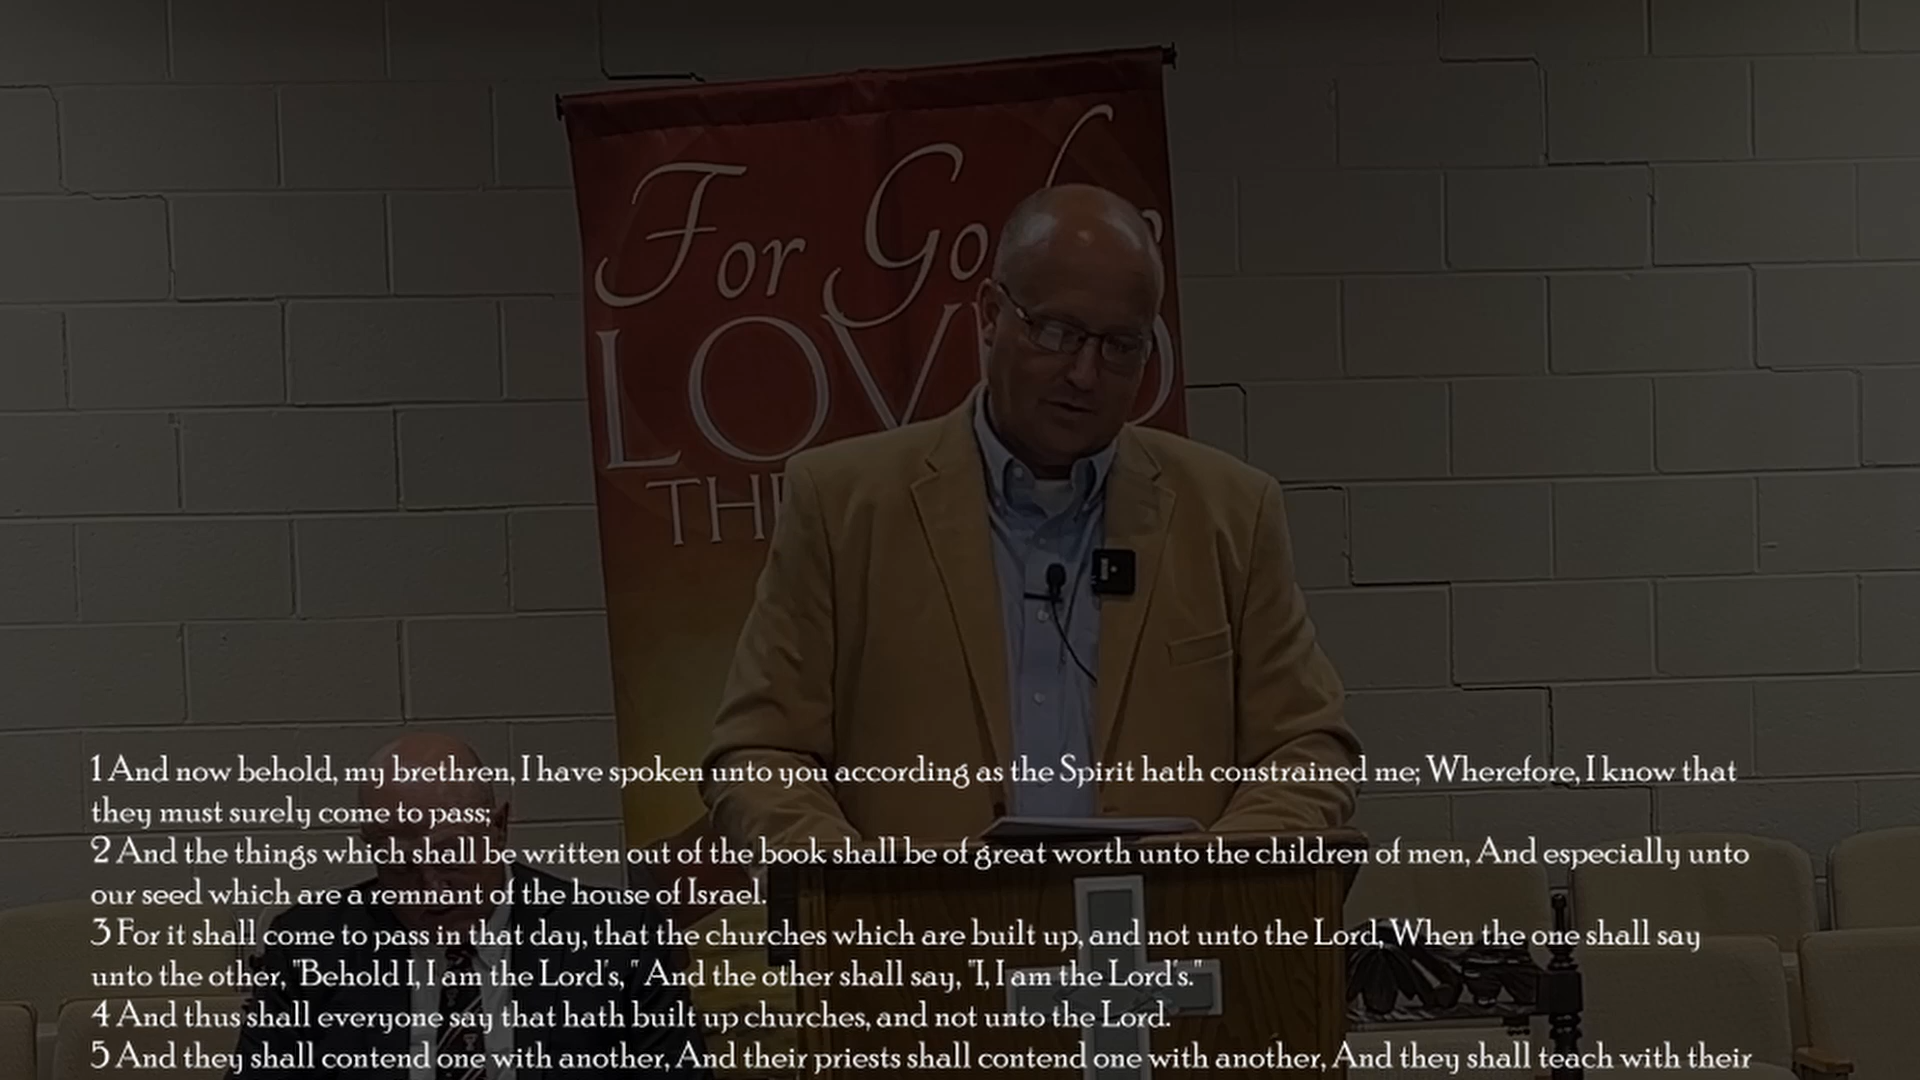 For God
LOV
THE
1 And now behold, my brethren, I have spoken unto you according as the Spirit hath constrained me; Wherefore, I know that
they must surely come to pass;
2 And the things which shall be written out of the book shall be of great worth unto the children of men, And especially unto
our seed which are a remnant of the house of Israel.
3 For it shall come to pass in that day, that the churches which are built up, and not unto the Lord, When the one shall say
unto the other, "Behold I, I am the Lord's, " And the other shall say, "I, I am the Lord's."
4 And thus shall everyone say that hath built up churches, and not unto the Lord.
5 And they shall contend one with another, And their priests shall contend one with another, And they shall teach with their